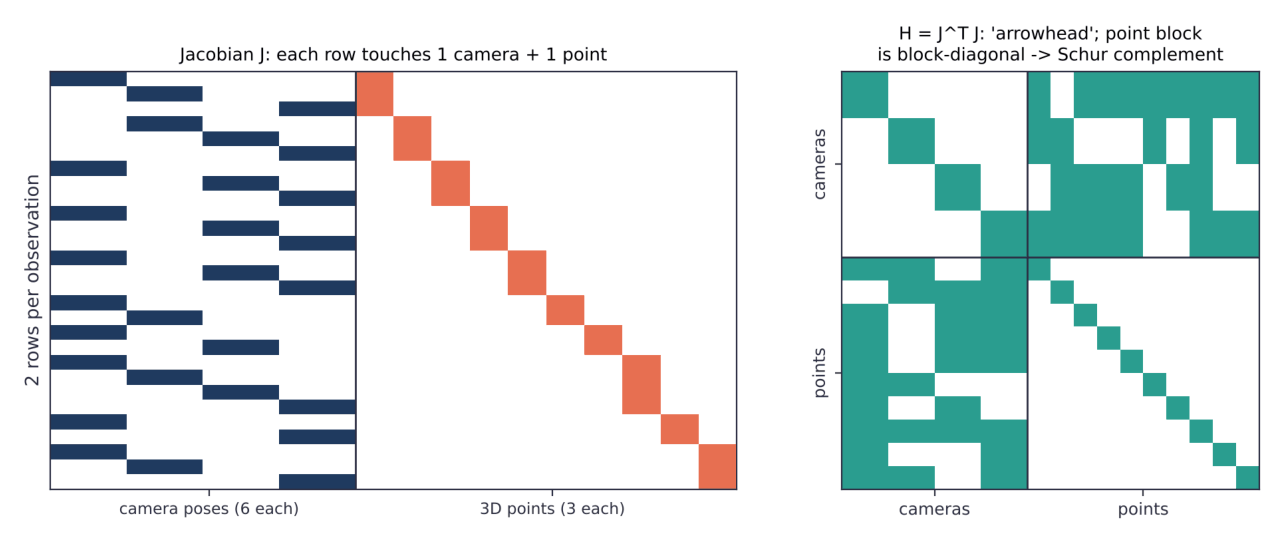 Jacobian J: each row touches 1 camera + 1 point
2 rows per observation
camera poses (6 each)
3D points (3 each)
H = J^T J: 'arrowhead'; point block
is block-diagonal -> Schur complement
cameras
points
cameras
points